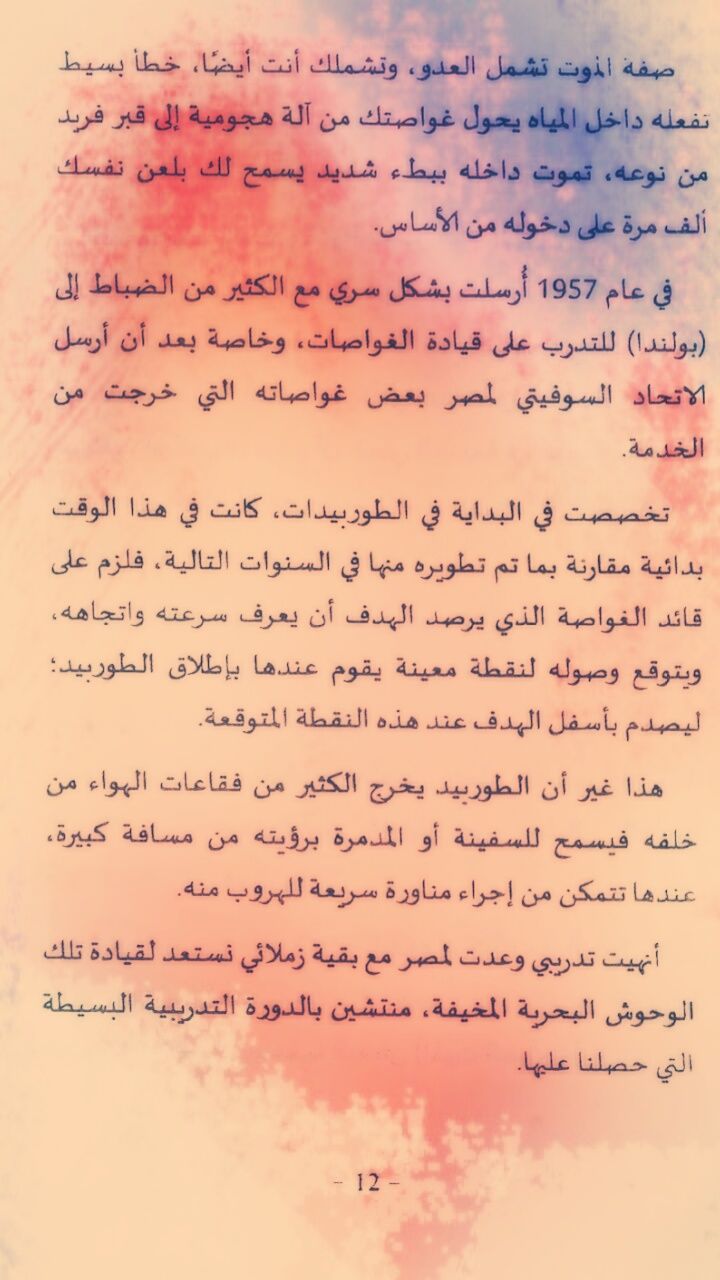 صفة الموت تشمل العدو، وتشملك أنت أيضًا، خطأ بسيط
تفعله داخل المياه يحول غواصتك من آلة هجومية إلى قبر فريد
من نوعه، تموت داخله ببطء شديد يسمح لك بلعن نفسك
ألف مرة على دخوله من الأساس.
في عام 1957 أُرسلت بشكل سري مع الكثير من الضباط إلى
(بولندا) للتدرب على قيادة الغواصات، وخاصة بعد أن أرسل
الاتحاد السوفيتي لمصر بعض غواصاته التي خرجت من
الخدمة.
تخصصت في البداية في الطوربيدات، كانت في هذا الوقت
بدائية مقارنة بما تم تطويره منها في السنوات التالية، فلزم على
قائد الغواصة الذي يرصد الهدف أن يعرف سرعته واتجاهه،
ويتوقع وصوله لنقطة معينة يقوم عندها بإطلاق الطوربيد؛
ليصدم بأسفل الهدف عند هذه النقطة المتوقعة.
هذا غير أن الطوربيد يخرج الكثير من فقاعات الهواء من
خلفه فيسمح للسفينة أو المدمرة برؤيته من مسافة كبيرة،
عندها تتمكن من إجراء مناورة سريعة للهروب منه.
أنهيت تدريبي وعدت لمصر مع بقية زملائي نستعد لقيادة تلك
الوحوش البحرية المخيفة، منتشين بالدورة التدريبية البسيطة
التي حصلنا عليها.
- 12 -